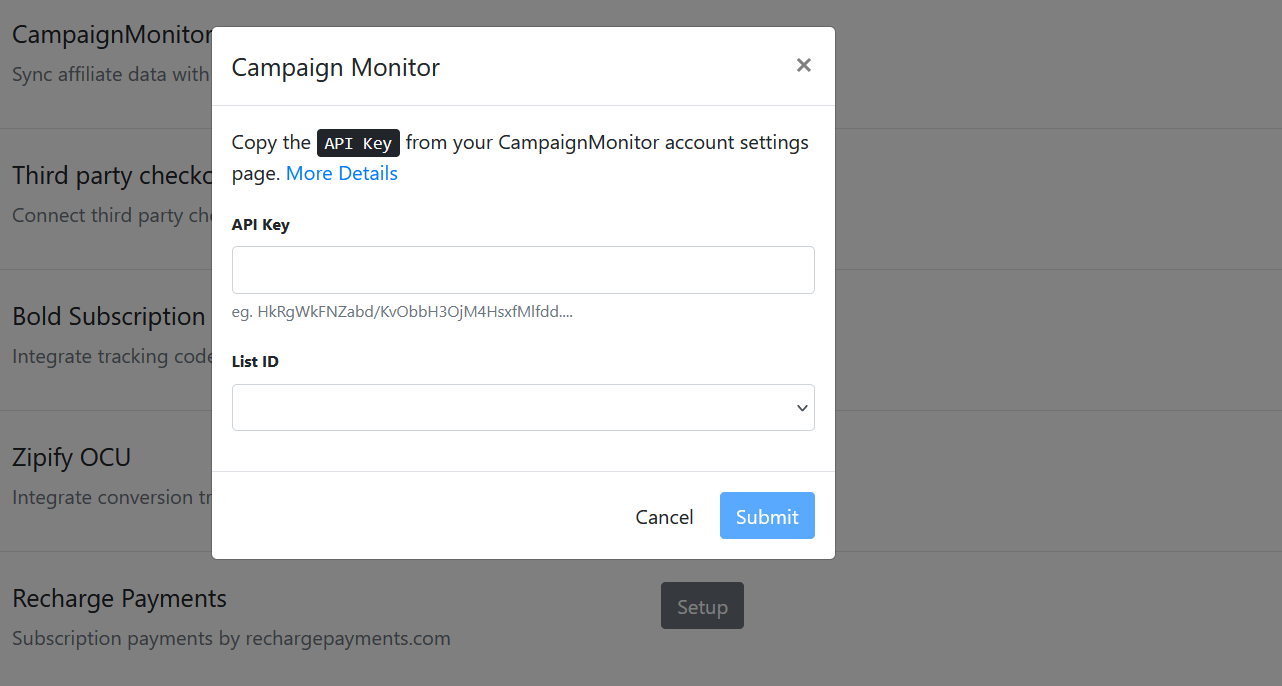 CampaignMonitor
Sync affiliate data with
Third party checko
Connect third party che
Bold Subscription
Integrate tracking code
Zipify OCU
Integrate conversion tr
Recharge Payments
Subscription payments by rechargepayments.com
Setup
Campaign Monitor
×
Copy the API Key from your CampaignMonitor account settings
page. More Details
API Key
eg. HkRgWkFNZabd/KvObbH3OjM4HsxfMlfdd....
List ID
Cancel
Submit